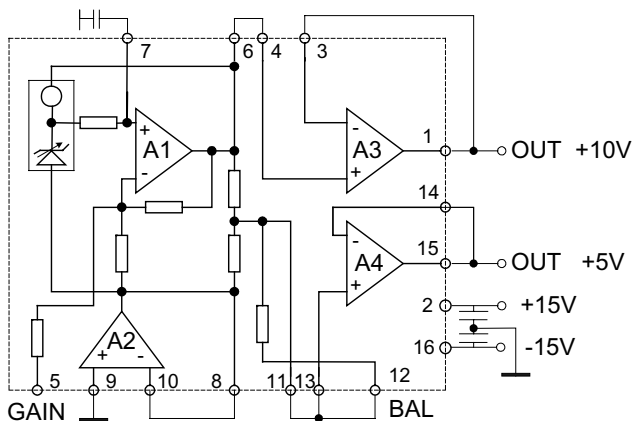 7 6 4 3
+
A1
-
-
A3
+
1
OUT +10V
14
-
A4
+
15
OUT +5V
2
+15V
16
-15V
A2
+ -
5 9 10 8 11 13 12
GAIN
BAL